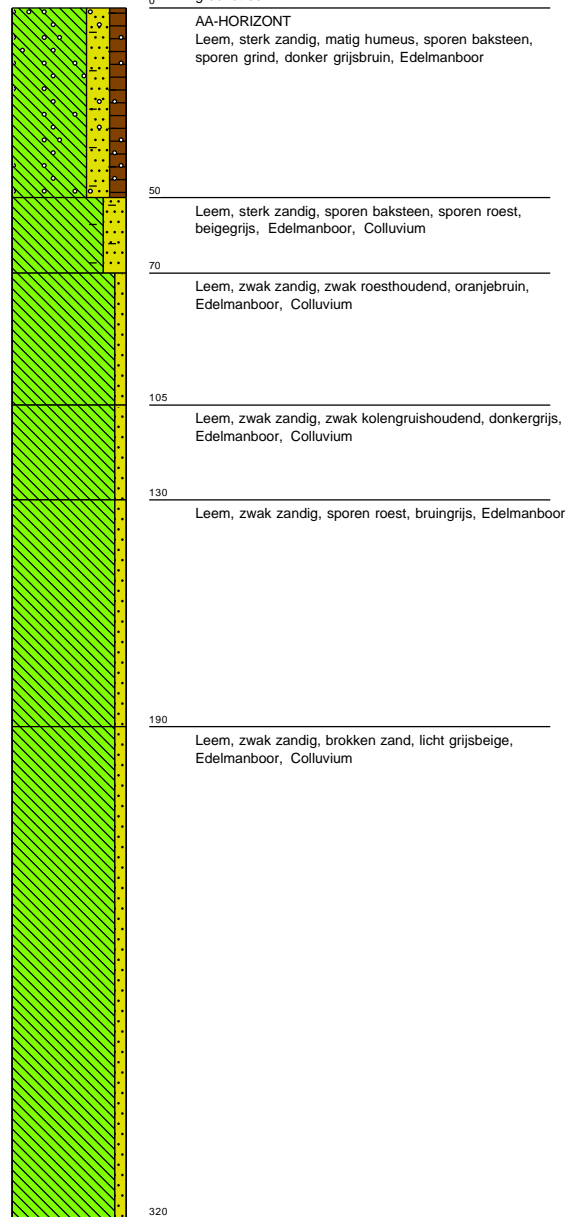 0
AA-HORIZONT
Leem, sterk zandig, matig humeus, sporen baksteen,
sporen grind, donker grijsbruin, Edelmanboor
50
Leem, sterk zandig, sporen baksteen, sporen roest,
beigegrijs, Edelmanboor, Colluvium
70
Leem, zwak zandig, zwak roesthoudend, oranjebruin,
Edelmanboor, Colluvium
105
Leem, zwak zandig, zwak kolengruishoudend, donkergrijs,
Edelmanboor, Colluvium
130
Leem, zwak zandig, sporen roest, bruingrijs, Edelmanboor
190
Leem, zwak zandig, brokken zand, licht grijsbeige,
Edelmanboor, Colluvium
320